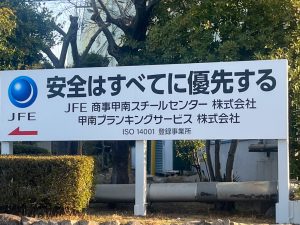 安全はすべてに優先する
JFE 商事甲南スチールセンター 株式会社
甲南ブランキングサービス 株式会社
ISO 14001 登録事業所
JFE